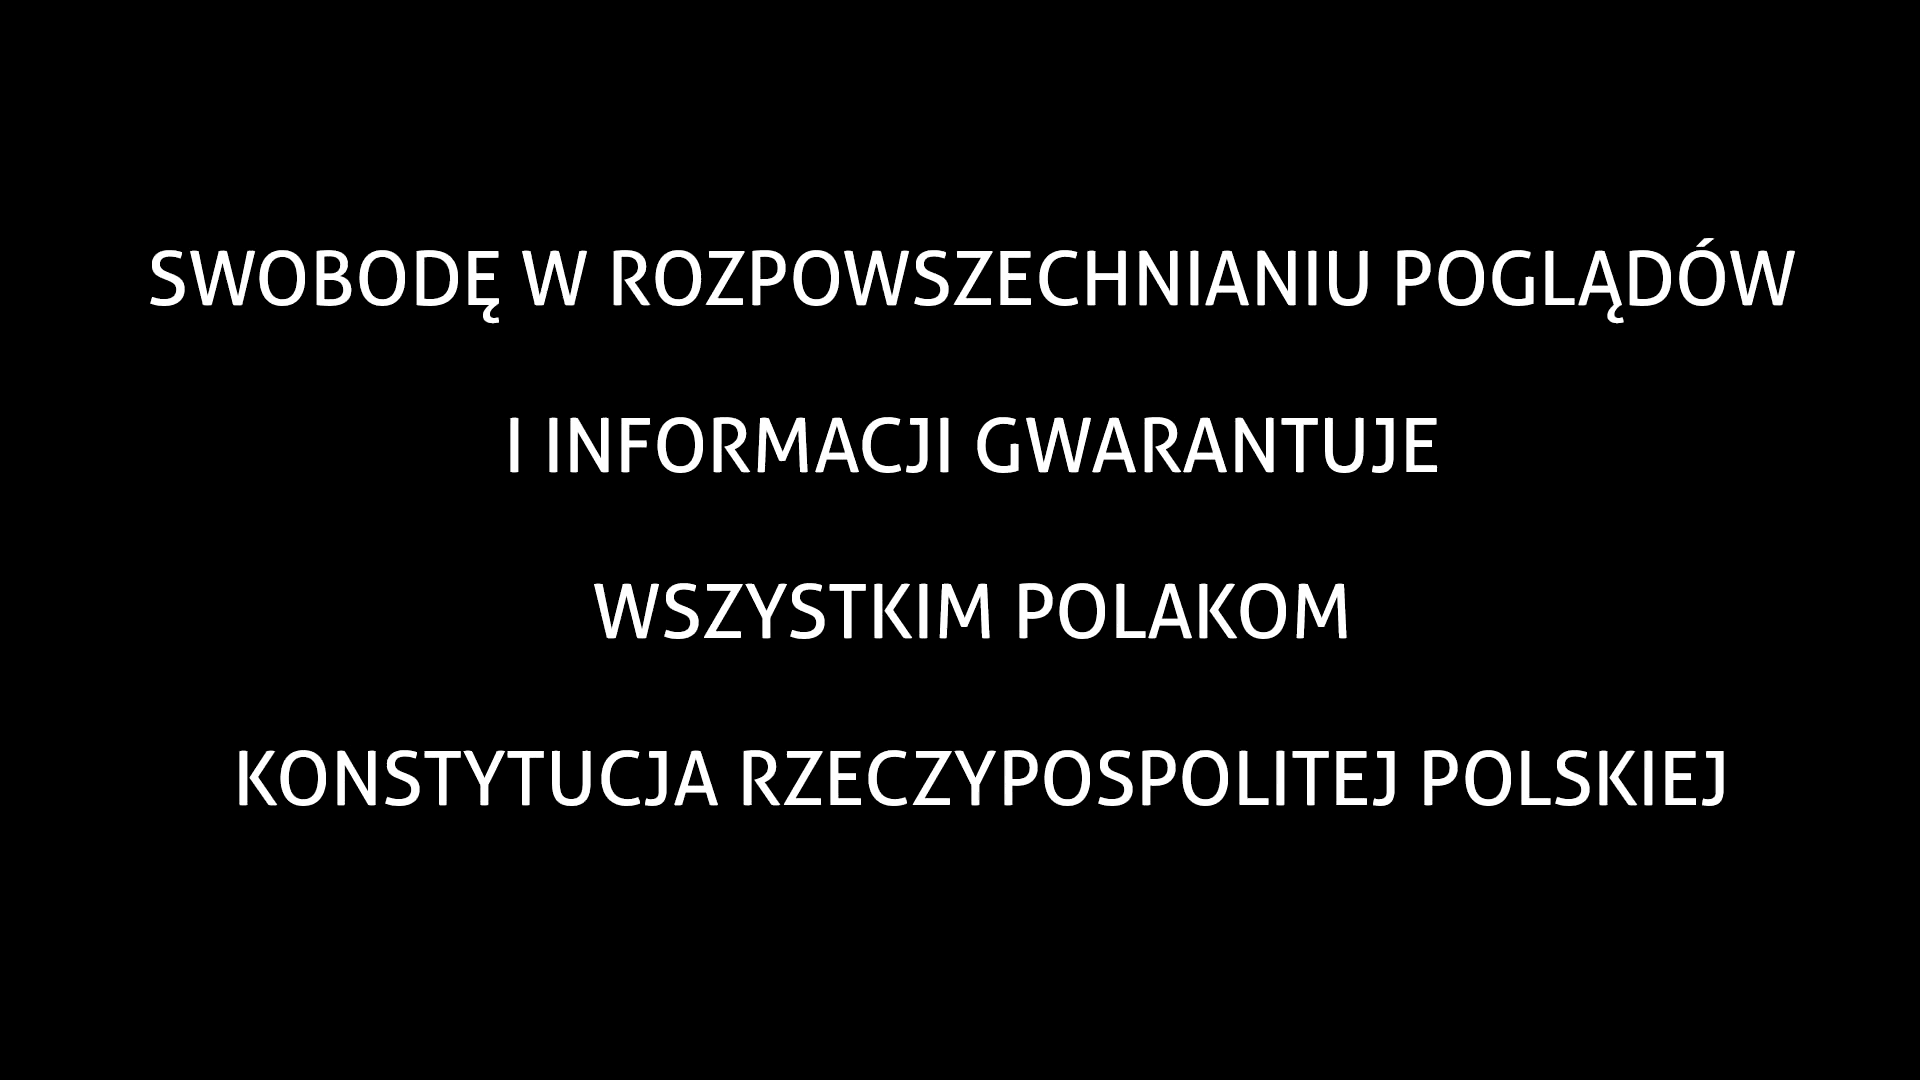 SWOBODĘ W ROZPOWSZECHNIANIU POGLĄDÓW
I INFORMACJI GWARANTUJE
WSZYSTKIM POLAKOM
KONSTYTUCJA RZECZYPOSPOLITEJ POLSKIEJ